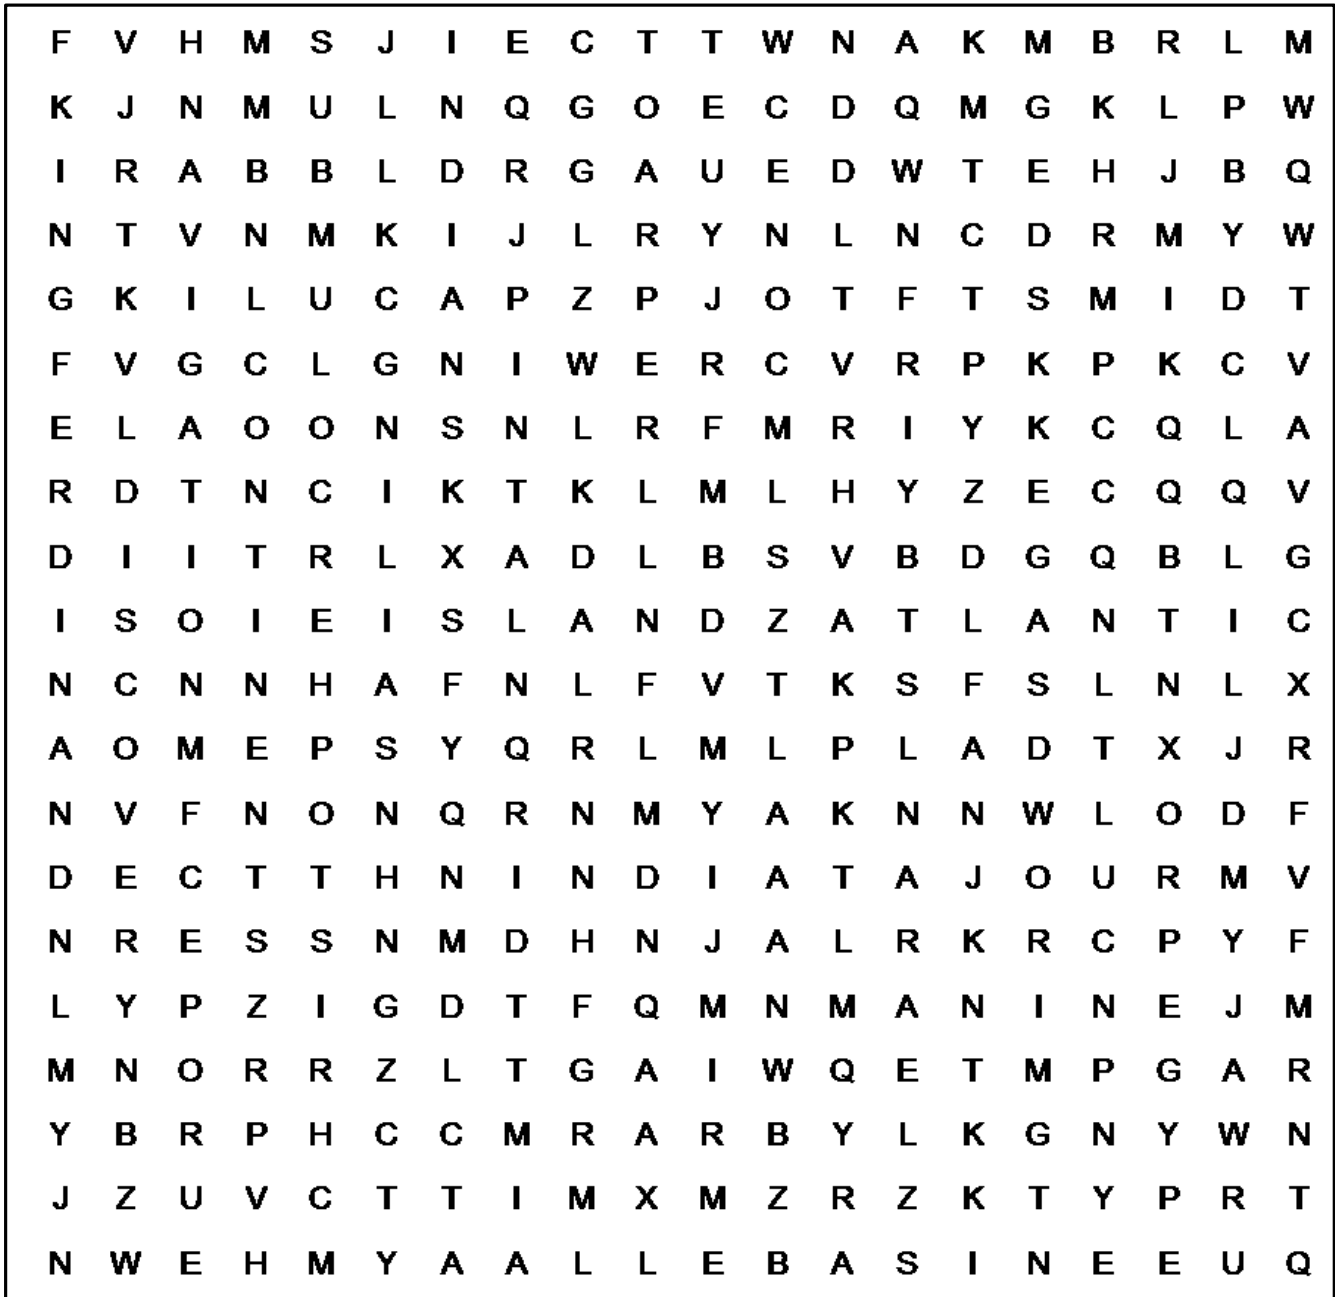 F V H M S J I E C T T W N A K M B R L M
K J N M U L N Q G O E C D Q M G K L P W
I R A B B L D R G A U E D W T E H J B Q
N T V N M K I J L R Y N L N C D R M Y W
G K I L U C A P Z P J O T F T S M I D T
F V G C L G N I W E R C V R P K P K C V
E L A O O N S N L R F M R I Y K C Q L A
R D T N C I K T K L M L H Y Z E C Q Q V
D I I T R L X A D L B S V B D G Q B L G
I S O I E I S L A N D Z A T L A N T I C
N C N N H A F N L F V T K S F S L N L X
A O M E P S Y Q R L M L P L A D T X J R
N V F N O N Q R N M Y A K N N W L O D F
D E C T T H N I N D I A T A J O U R M V
N R E S S N M D H N J A L R K R C P Y F
L Y P Z I G D T F Q M N M A N I N E J M
M N O R R Z L T G A I W Q E T M P G A R
Y B R P H C C M R A R B Y L K G N Y W N
J Z U V C T T I M X M Z R Z K T Y P R T
N W E H M Y A A L L E B A S I N E E U Q